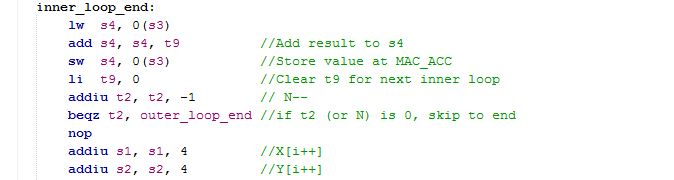 inner_loop_end:
lw s4, 0(s3)
add s4, s4, t9 //Add result to s4
sw s4, 0(s3) //Store value at MAC_ACC
li t9, 0 //Clear t9 for next inner loop
addiu t2, t2, -1 // N--
beqz t2, outer_loop_end //if t2 (or N) is 0, skip to end
nop
addiu s1, s1, 4 //X[i++]
addiu s2, s2, 4 //Y[i++]